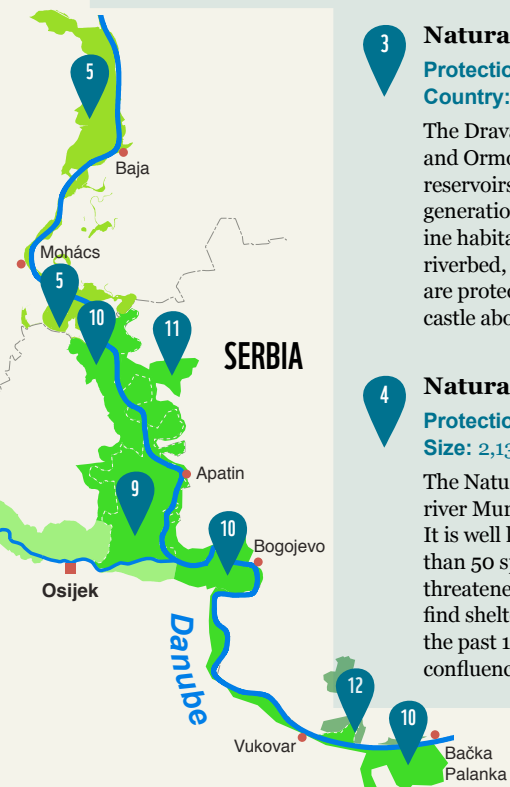 5
Baja
Mohács
5
10
11
SERBIA
9
Apatin
10
Bogojevo
Osijek
Danube
12
10
Vukovar
Bačka
Palanka
3
Natura
Protectio
Country:
The Drava
and Ormo
reservoirs
generation
ine habita
riverbed,
are protec
castle abo
4
Natura
Protectio
Size: 2,13
The Natu
river Mur
It is well k
than 50 sp
threatene
find shelt
the past 1
confluenc